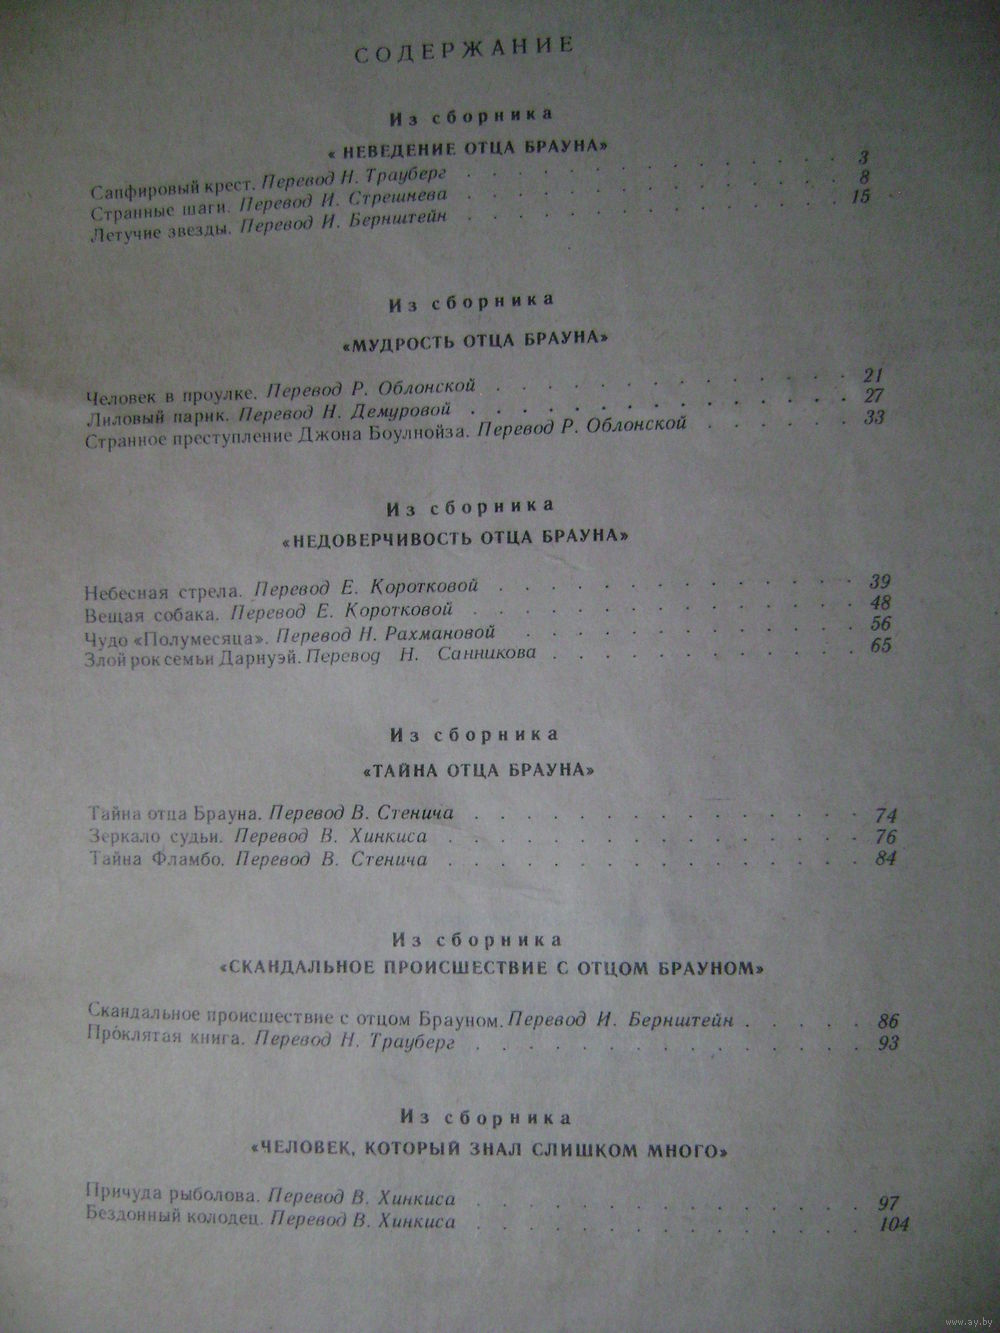 СОДЕРЖАНИЕ
Из сборника
« НЕВЕДЕНИЕ ОТЦА БРАУНА»
Сапфировый крест. Перевод Н. Трауберг . . . . . . . . . . . . . . . 3
Странные шаги. Перевод И. Стрешнева . . . . . . . . . . . . . . . 8
Летучие звезды. Перевод И. Бернштейн . . . . . . . . . . . . . . . 15
Из сборника
«МУДРОСТЬ ОТЦА БРАУНА»
Человек в проулке. Перевод Р. Облонской . . . . . . . . . . . . . . . 21
Лиловый парик. Перевод Н. Демуровой . . . . . . . . . . . . . . . 27
Странное преступление Джона Боулнойза. Перевод Р. Облонской . . . . . . 33
Из сборника
«НЕДОВЕРЧИВОСТЬ ОТЦА БРАУНА»
Небесная стрела. Перевод Е. Коротковой . . . . . . . . . . . . . . 39
Вещая собака. Перевод Е. Коротковой . . . . . . . . . . . . . . . 48
Чудо «Полумесяца». Перевод Н. Рахмановой . . . . . . . . . . . . . 56
Злой рок семьи Дарнуэй. Перевод Н. Санникова . . . . . . . . . . . . 65
Из сборника
«ТАЙНА ОТЦА БРАУНА»
Тайна отца Брауна. Перевод В. Стенича . . . . . . . . . . . . . . . 74
Зеркало судьи. Перевод В. Хинкиса . . . . . . . . . . . . . . . . 76
Тайна Фламбо. Перевод В. Стенича . . . . . . . . . . . . . . . . 84
Из сборника
«СКАНДАЛЬНОЕ ПРОИСШЕСТВИЕ С ОТЦОМ БРАУНОМ»
Скандальное происшествие с отцом Брауном. Перевод И. Бернштейн . . . . . 86
Проклятая книга. Перевод Н. Трауберг . . . . . . . . . . . . . . . 93
Из сборника
«ЧЕЛОВЕК, КОТОРЫЙ ЗНАЛ СЛИШКОМ МНОГО»
Причуда рыболова. Перевод В. Хинкиса . . . . . . . . . . . . . . . 97
Бездонный колодец. Перевод В. Хинкиса . . . . . . . . . . . . . . . 104
www.ay.by